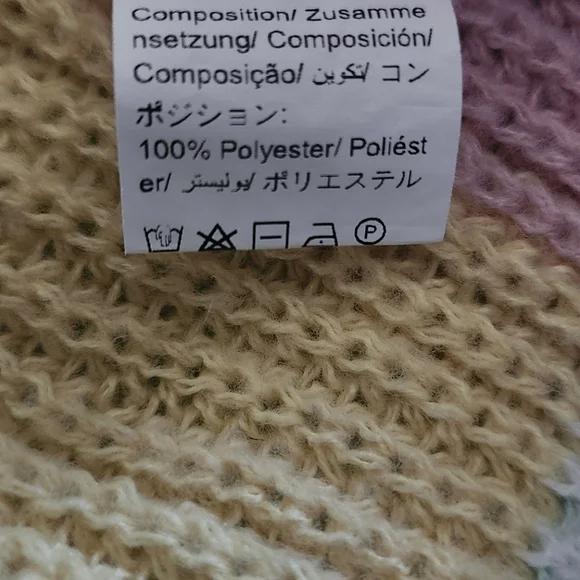 Composition/ Zusamme
nsetzung/ Composición/
Composição/ تكوين/ コン
ポジション:
100% Polyester/ Poliést
er/ بوليستر/ ポリエステル
P